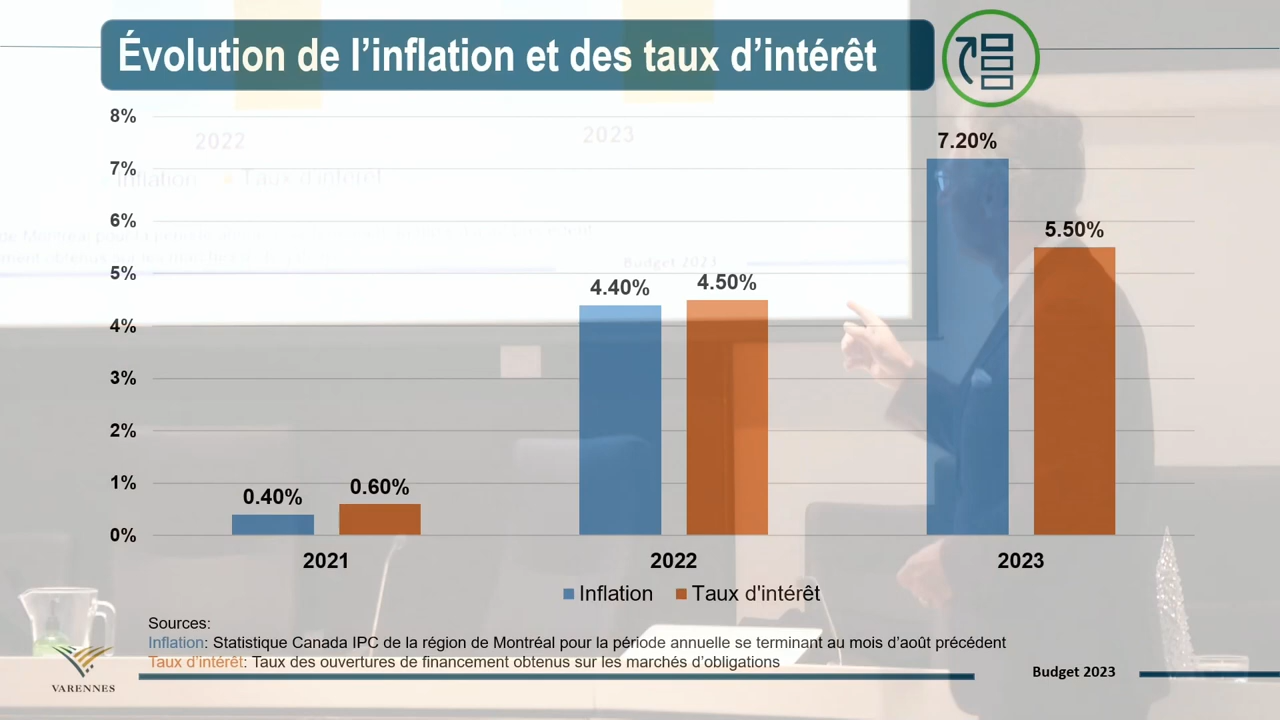 Évolution de l'inflation et des taux d'intérêt
8%
7%
6%
5%
4%
3%
2%
1%
0%
0.40%
0.60%
4.40%
4.50%
7.20%
5.50%
2021
2022
2023
Inflation
Taux d'intérêt
Sources:
Inflation: Statistique Canada IPC de la région de Montréal pour la période annuelle se terminant au mois d'août précédent
Taux d'intérêt: Taux des ouvertures de financement obtenus sur les marchés d'obligations
VARENNES
Budget 2023
2022
2023
Inflation
Taux d'intérêt